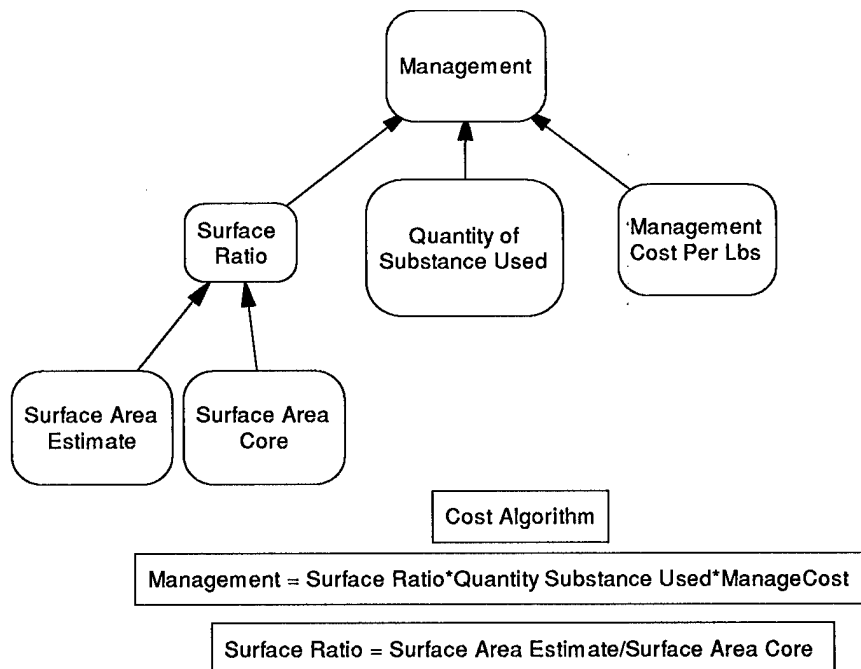 Management
Surface
Ratio
Quantity of
Substance Used
Management
Cost Per Lbs
Surface Area
Estimate
Surface Area
Core
Cost Algorithm
Management = Surface Ratio*Quantity Substance Used*ManageCost
Surface Ratio = Surface Area Estimate/Surface Area Core